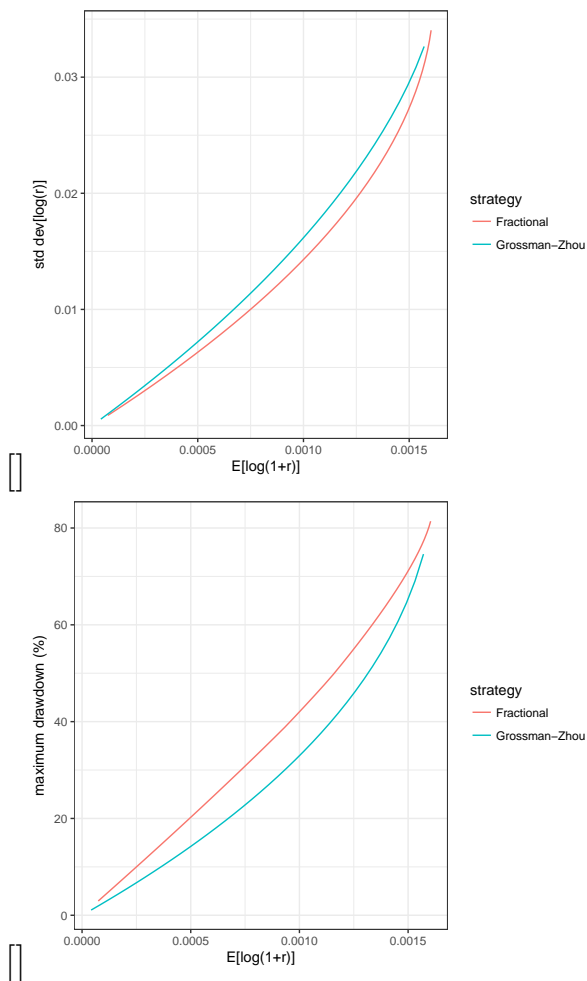 0.03
0.02
0.01
0.00
std dev[log(r)]
0.0000 0.0005 0.0010 0.0015
E[log(1+r)]
strategy
Fractional
Grossman−Zhou
[]
80
60
40
20
0
maximum drawdown (%)
0.0000 0.0005 0.0010 0.0015
E[log(1+r)]
strategy
Fractional
Grossman−Zhou
[]